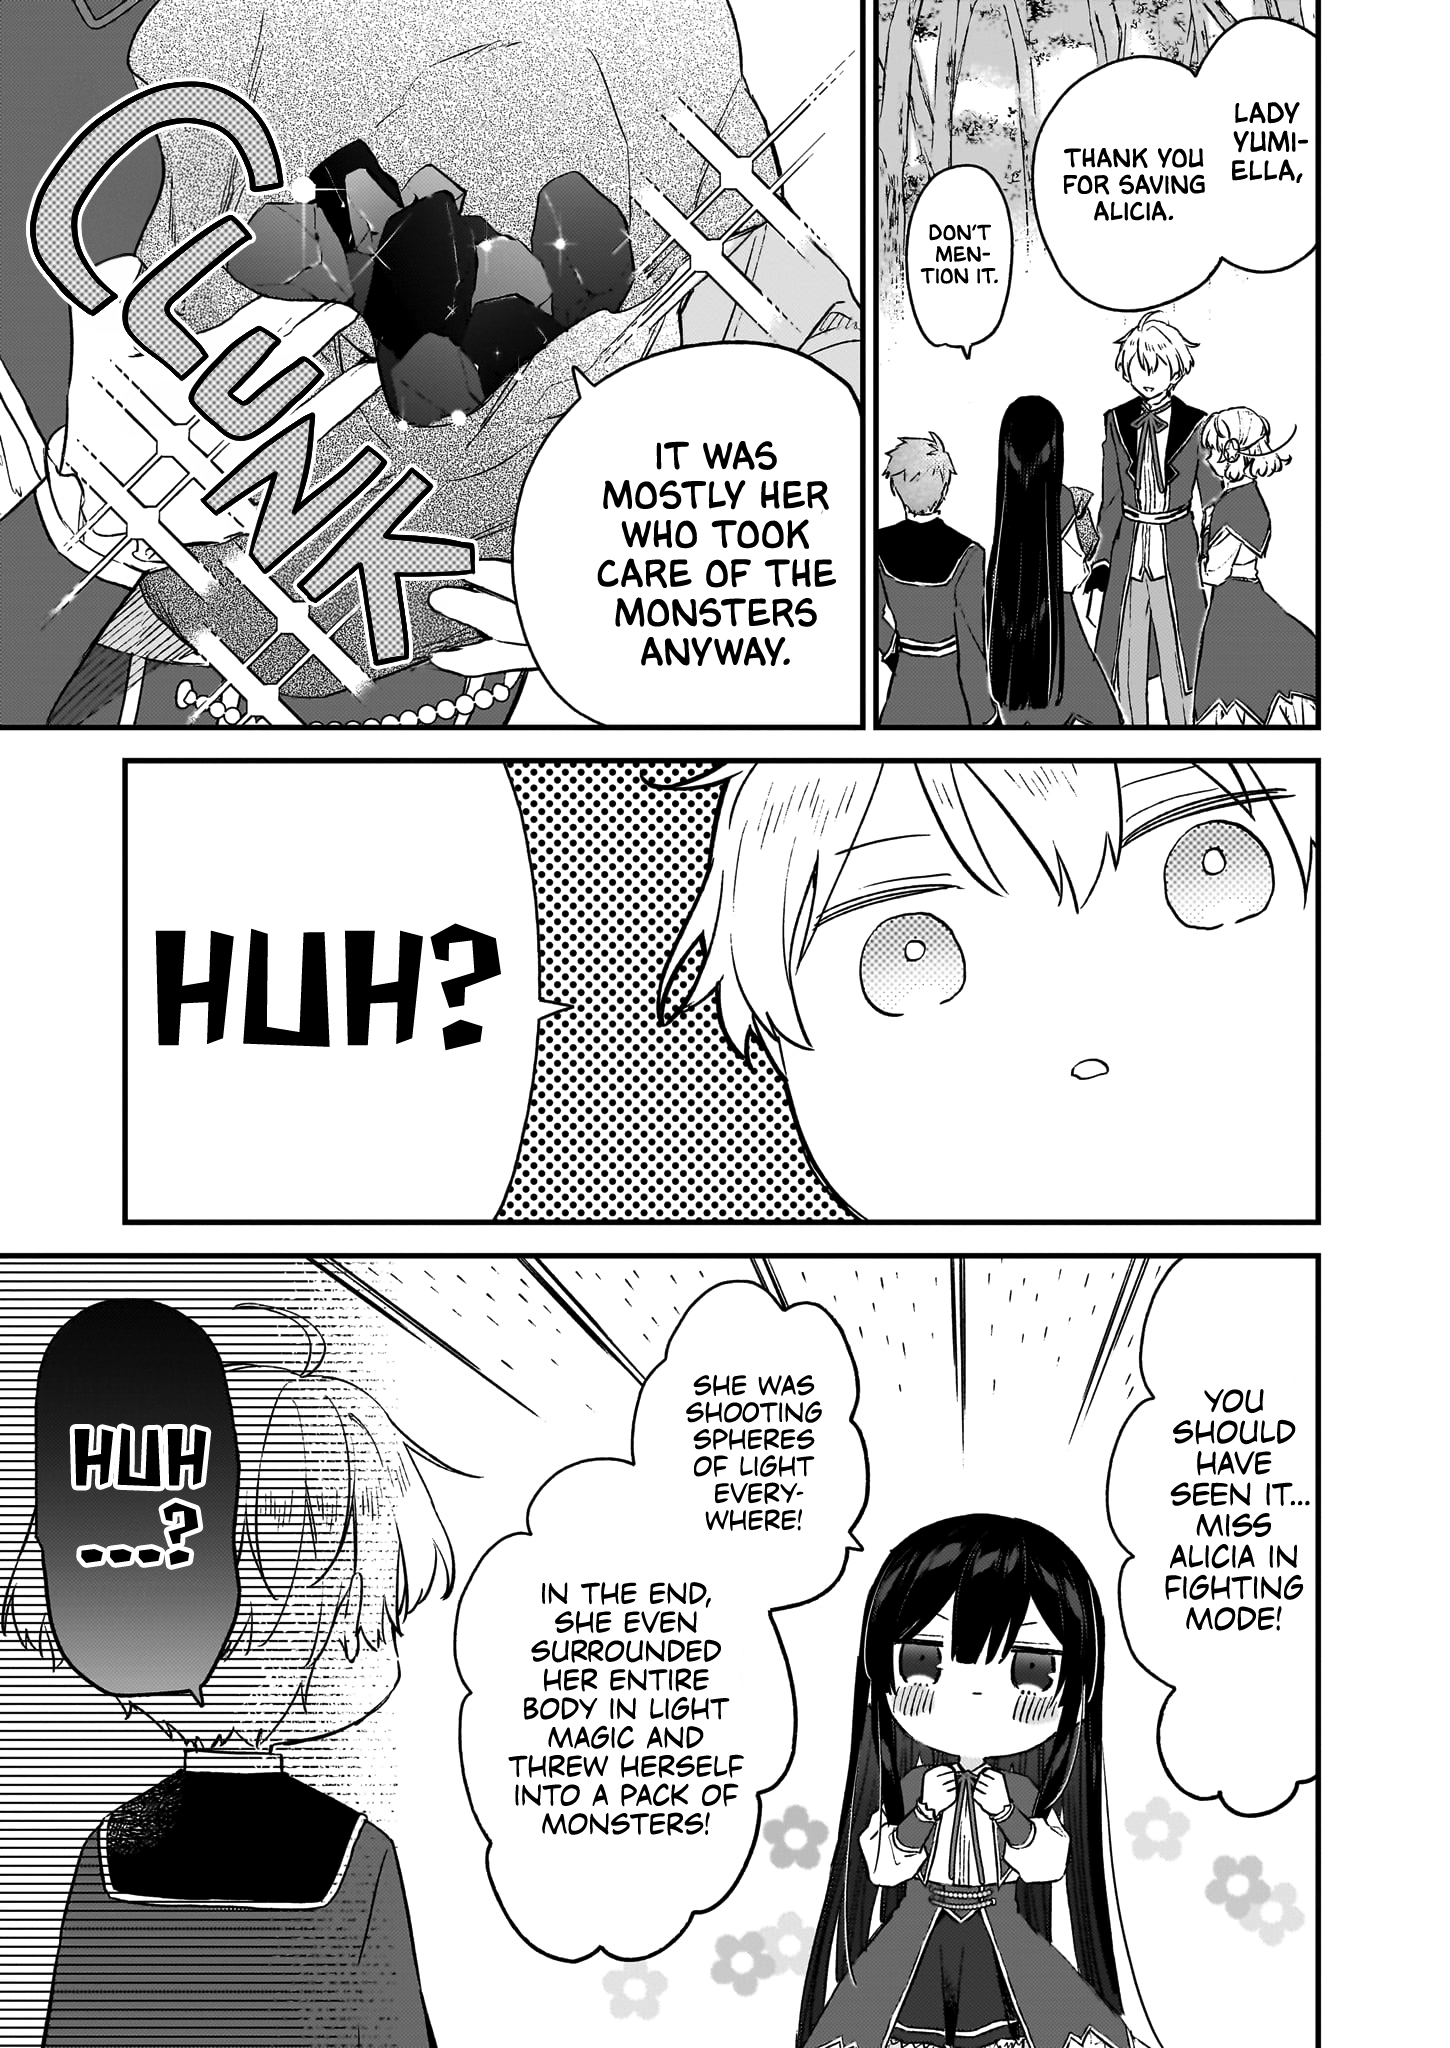 LADY
YUMI-
ELLA,
THANK YOU
FOR SAVING
ALICIA.
DON'T
MEN-
TION IT.
IT WAS
MOSTLY HER
WHO TOOK
CARE OF THE
MONSTERS
ANYWAY.
CLUNK
HUH?
YOU
SHOULD
HAVE
SEEN IT...
MISS
ALICIA IN
FIGHTING
MODE!
SHE WAS
SHOOTING
SPHERES
OF LIGHT
EVERY-
WHERE!
IN THE END,
SHE EVEN
SURROUNDED
HER ENTIRE
BODY IN LIGHT
MAGIC AND
THREW HERSELF
INTO A PACK OF
MONSTERS!
HUH
...?